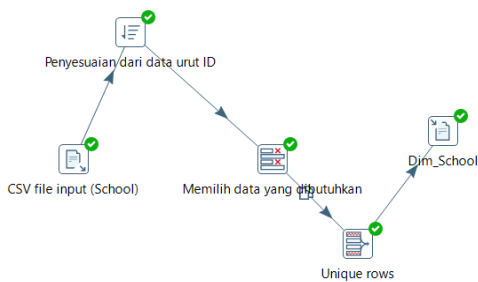 Penyesuaian dari data urut ID
CSV file input (School)
Memilih data yang dibutuhkan
Dim_School
Unique rows